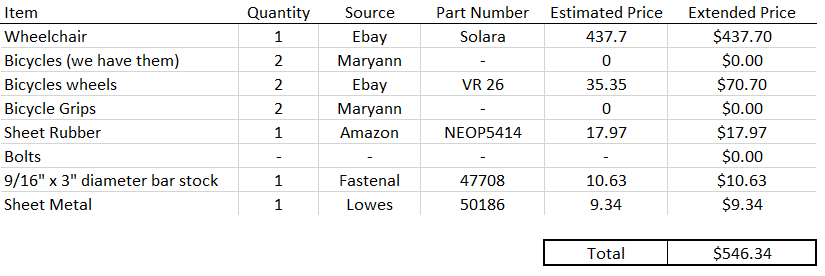 Item Quantity Source Part Number Estimated Price Extended Price
Wheelchair 1 Ebay Solara 437.7 $437.70
Bicycles (we have them) 2 Maryann - 0 $0.00
Bicycles wheels 2 Ebay VR 26 35.35 $70.70
Bicycle Grips 2 Maryann - 0 $0.00
Sheet Rubber 1 Amazon NEOP5414 17.97 $17.97
Bolts - - - - $0.00
9/16" x 3" diameter bar stock 1 Fastenal 47708 10.63 $10.63
Sheet Metal 1 Lowes 50186 9.34 $9.34
Total $546.34